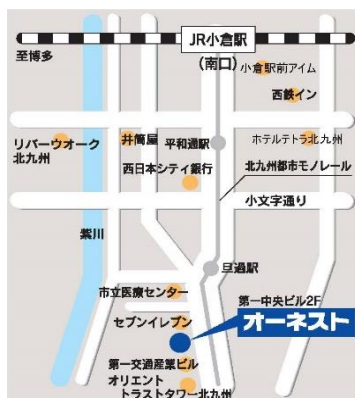 JR小倉駅
(南口)
至博多
小倉駅前アイム
西鉄イン
リバーウオーク
北九州
井筒屋
平和通駅
ホテルテトラ北九州
西日本シティ銀行
北九州都市モノレール
小文字通り
紫川
旦過駅
市立医療センター
第一中央ビル2F
オーネスト
セブンイレブン
第一交通産業ビル
オリエント
トラストタワー北九州